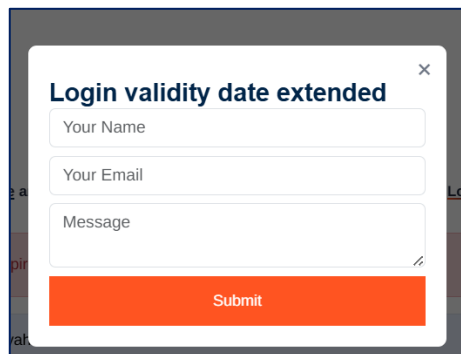 ×
Login validity date extended
Your Name
Your Email
Message
Submit